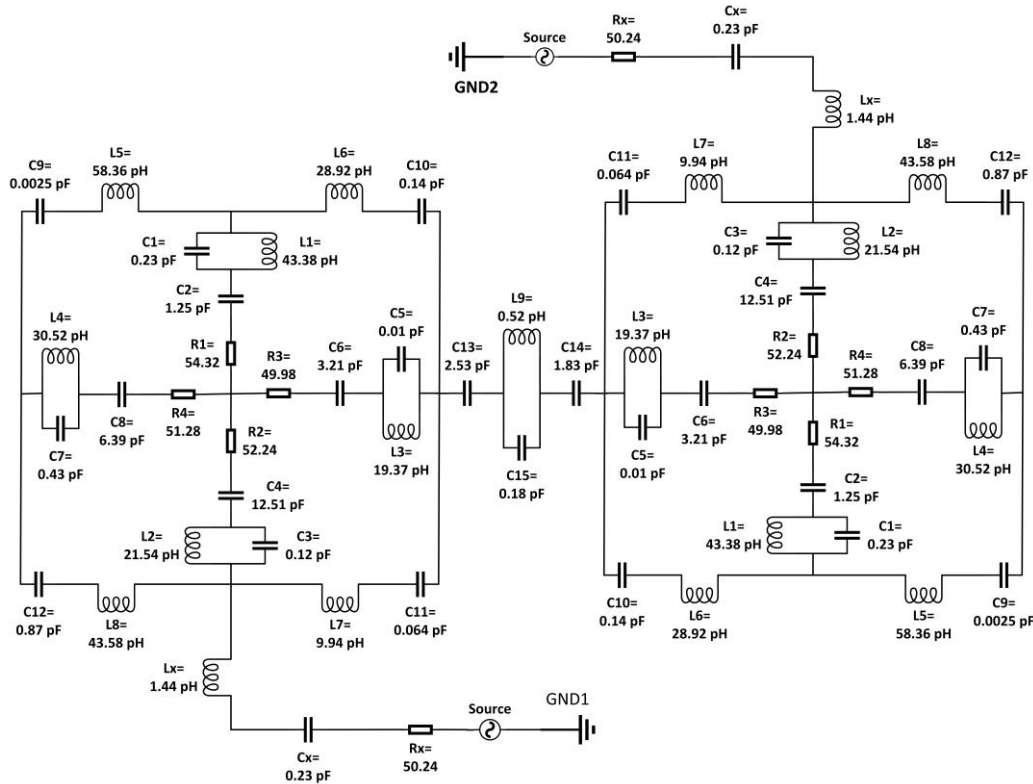 Cx=
0.23 pF
Rx=
50.24
Source
GND2
Lx=
1.44 pH
C9=
0.0025 pF
L5=
58.36 pH
L6=
28.92 pH
C10=
0.14 pF
C11=
0.064 pF
L7=
9.94 pH
L8=
43.58 pH
C12=
0.87 pF
C1=
0.23 pF
L1=
43.38 pH
C3=
0.12 pF
L2=
21.54 pH
C2=
1.25 pF
C4=
12.51 pF
L4=
30.52 pH
R1=
54.32
C5=
0.01 pF
L9=
0.52 pH
L3=
19.37 pH
R2=
52.24
C7=
0.43 pF
R3=
49.98
C6=
3.21 pF
C13=
2.53 pF
C14=
1.83 pF
R4=
51.28
C8=
6.39 pF
C8=
6.39 pF
R4=
51.28
C7=
0.43 pF
R2=
52.24
L3=
19.37 pH
C15=
0.18 pF
C5=
0.01 pF
C6=
3.21 pF
R3=
49.98
R1=
54.32
L4=
30.52 pH
C4=
12.51 pF
C2=
1.25 pF
L2=
21.54 pH
C3=
0.12 pF
L1=
43.38 pH
C1=
0.23 pF
C12=
0.87 pF
L8=
43.58 pH
L7=
9.94 pH
C11=
0.064 pF
C10=
0.14 pF
L6=
28.92 pH
L5=
58.36 pH
C9=
0.0025 pF
Lx=
1.44 pH
Source
GND1
Cx=
0.23 pF
Rx=
50.24